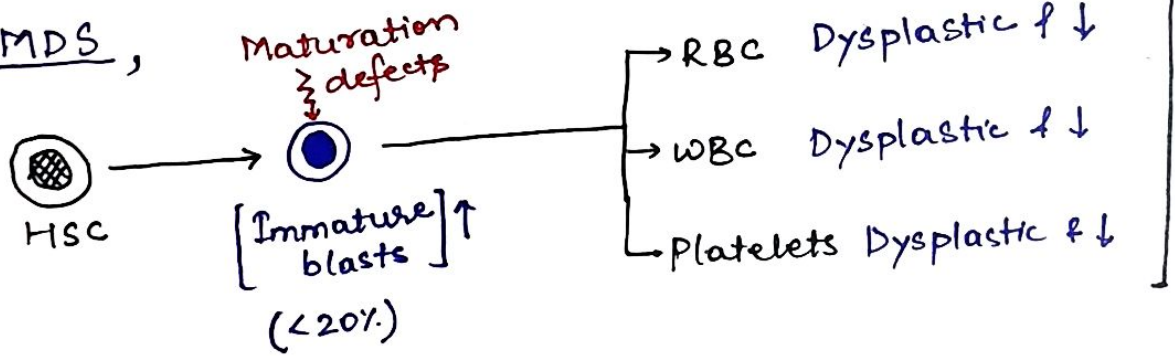 MDS,
Maturation
defects
HSC
[Immature] ↑
blasts
(<20%)
RBC Dysplastic & ↓
WBC Dysplastic & ↓
Platelets Dysplastic & ↓